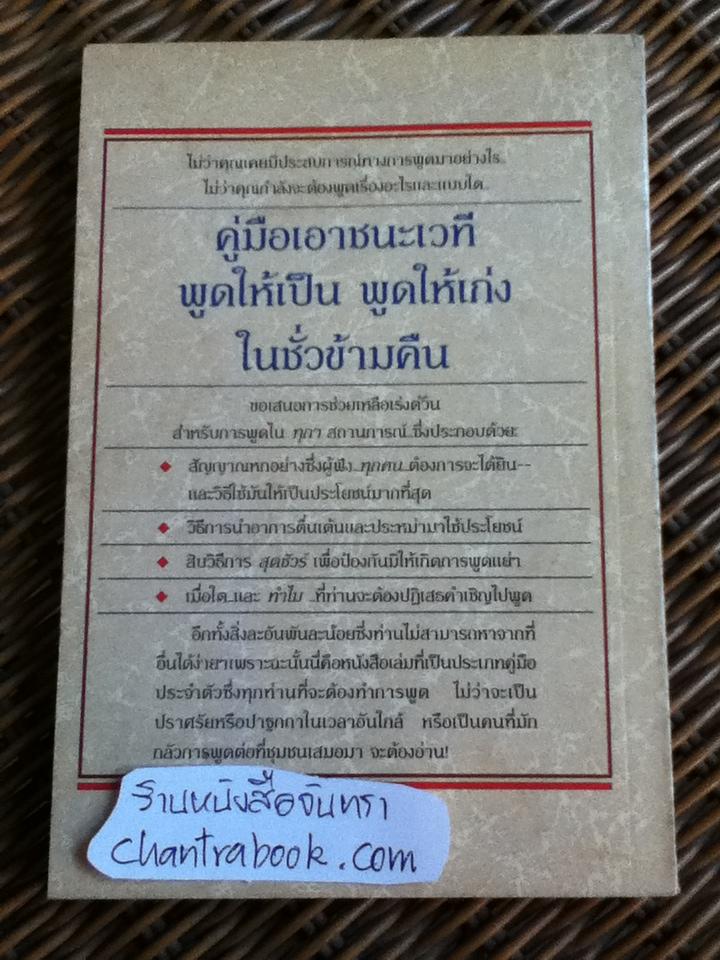 ไม่ว่าคุณเคยมีประสบการณ์ทางการพูดมาอย่างไร..
ไม่ว่าคุณกำลังจะต้องพูดเรื่องอะไรและแบบใด..
คู่มือเอาชนะเวที
พูดให้เป็น พูดให้เก่ง
ในชั่วข้ามคืน
ขอเสนอการช่วยเหลือเร่งด่วน
สำหรับการพูดใน ทุกๆ สถานการณ์..ซึ่งประกอบด้วย:
◆ สัญญาณหกอย่างซึ่งผู้ฟัง..ทุกคน..ต้องการจะได้ยิน--
และวิธีใช้มันให้เป็นประโยชน์มากที่สุด
◆ วิธีการนำอาการตื่นเต้นและประหม่ามาใช้ประโยชน์
◆ สิบวิธีการ สุดชัวร์ เพื่อป้องกันมิให้เกิดการพูดแย่ๆ
◆ เมื่อใด..และ ทำไม ..ที่ท่านจะต้องปฏิเสธคำเชิญไปพูด
อีกทั้งสิ่งละอันพันละน้อยซึ่งท่านไม่สามารถหาจากที่
อื่นได้ง่ายๆเพราะฉะนั้นนี่คือหนังสือเล่มที่เป็นประเภทคู่มือ
ประจำตัวซึ่งทุกท่านที่จะต้องทำการพูด ไม่ว่าจะเป็น
ปราศรัยหรือปาฐกถาในเวลาอันใกล้ หรือเป็นคนที่มัก
กลัวการพูดต่อที่ชุมชนเสมอมา จะต้องอ่าน!
ร้านหนังสือจันทรา
chantrabook.com